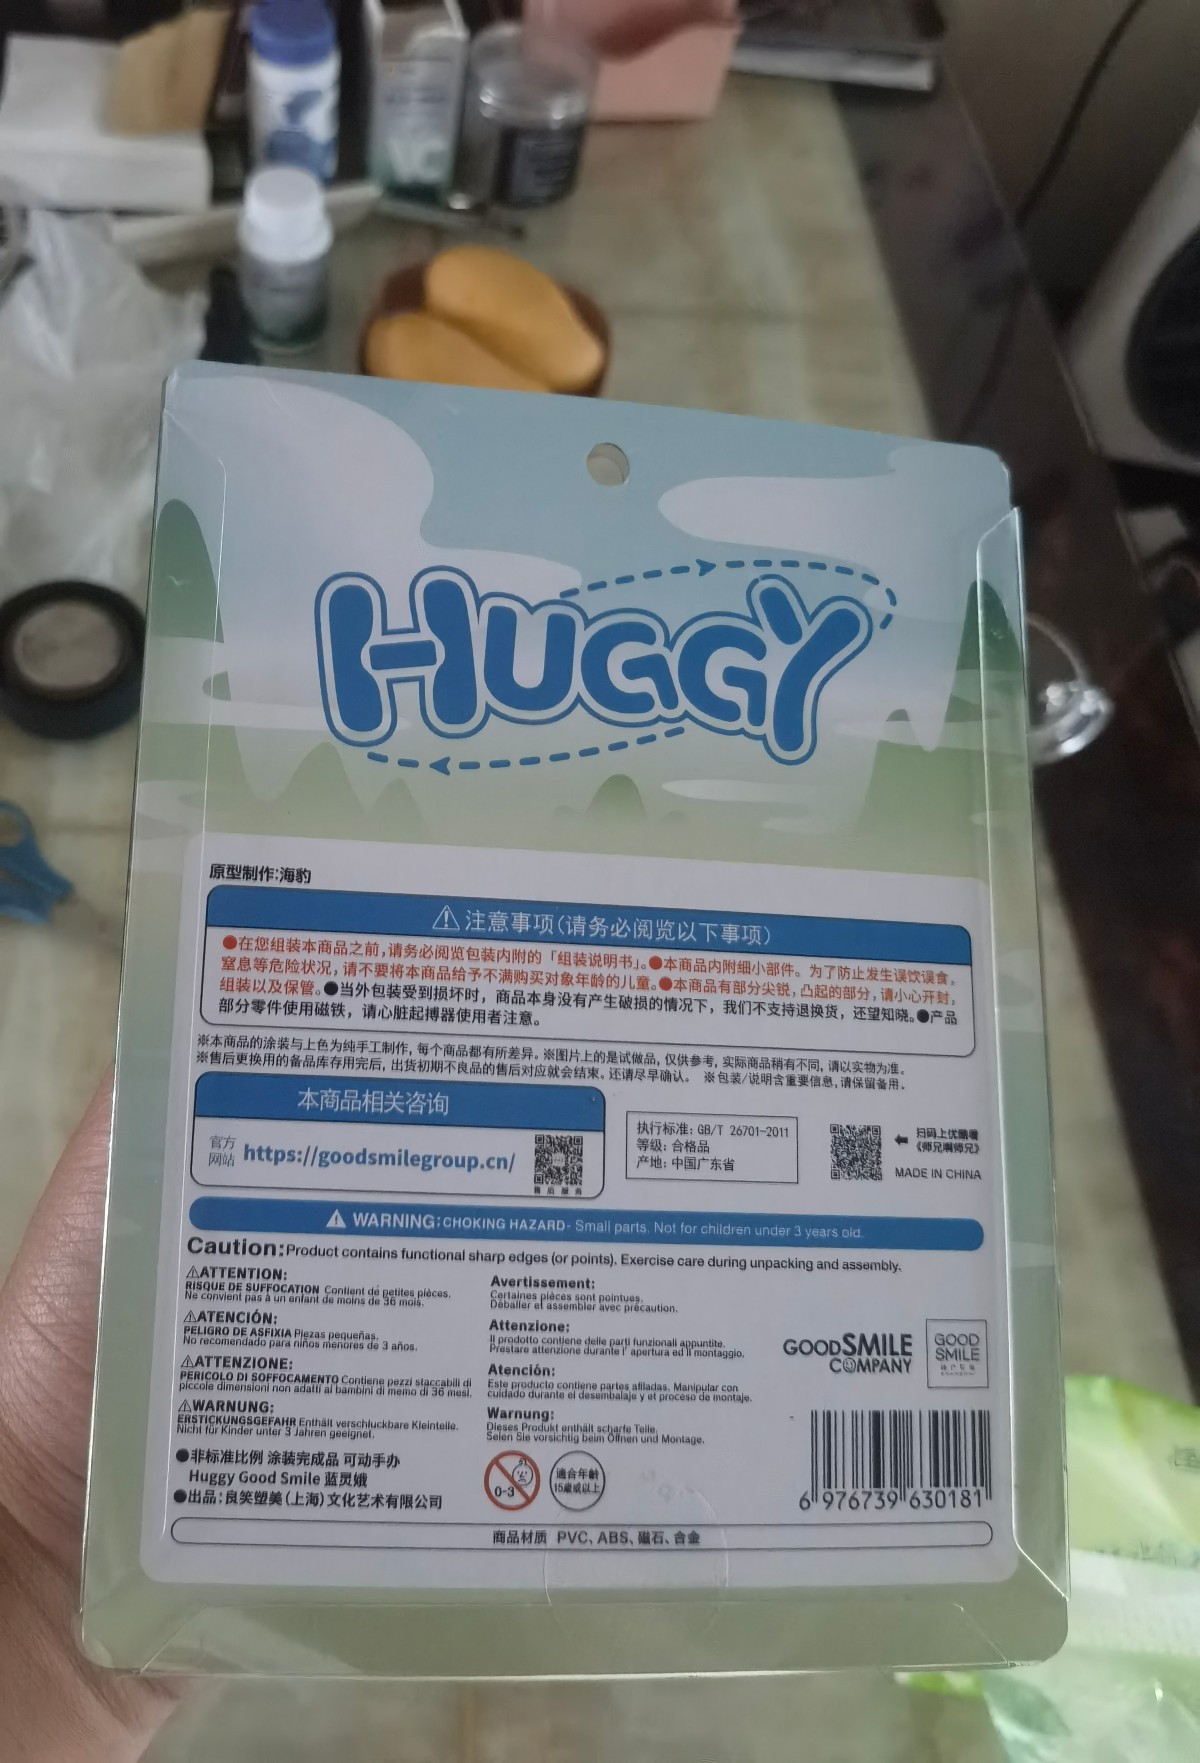 HUGGY
原型制作:海豹
⚠注意事项(请务必阅览以下事项)
●在您组装本商品之前,请务必阅览包装内附的「组装说明书」。●本商品内附细小部件。为了防止发生误饮误食,
窒息等危险状况,请不要将本商品给予不满购买对象年龄的儿童。●本商品有部分尖锐,凸起的部分,请小心开封,
组装以及保管。●当外包装受到损坏时,商品本身没有产生破损的情况下,我们不支持退换货,还望知晓。●产品
部分零件使用磁铁,请心脏起搏器使用者注意。
※本商品的涂装与上色为纯手工制作,每个商品都有所差异。※图片上的是试做品,仅供参考,实际商品稍有不同,请以实物为准。
※售后更换用的备品库存用完后,出货初期不良品的售后对应就会结束。还请尽早确认。 ※包装/说明含重要信息,请保留备用。
本商品相关咨询
官方
网站
https://goodsmilegroup.cn/
售后服务
执行标准: GB/T 26701-2011
等级: 合格品
产地: 中国广东省
扫码上优酷看
《师兄啊师兄》
MADE IN CHINA
⚠ WARNING:CHOKING HAZARD- Small parts. Not for children under 3 years old.
Caution:Product contains functional sharp edges (or points). Exercise care during unpacking and assembly.
⚠ATTENTION:
RISQUE DE SUFFOCATION Contient de petites pièces.
Ne convient pas à un enfant de moins de 36 mois.
⚠ATENCIÓN:
PELIGRO DE ASFIXIA Piezas pequeñas.
No recomendado para niños menores de 3 años.
⚠ATTENZIONE:
PERICOLO DI SOFFOCAMENTO Contiene pezzi staccabili di
piccole dimensioni non adatti ai bambini di memo di 36 mesi.
⚠WARNUNG:
ERSTICKUNGSGEFAHR Enthält verschluckbare Kleinteile.
Nicht für Kinder unter 3 Jahren geeignet.
Avertissement:
Certaines pièces sont pointues.
Déballer et assembler avec précaution.
Attenzione:
Il prodotto contiene delle parti funzionali appuntite.
Prestare attenzione durante l' apertura ed il montaggio.
Atención:
Este producto contiene partes afiladas. Manipular con
cuidado durante el desembalaje y et proceso de montaje.
Warnung:
Dieses Produkt enthält scharfe Teile.
Seien Sie vorsichtig beim Öffnen und Montage.
GOODSMILE
COMPANY
GOOD
SMILE
●非标准比例 涂装完成品 可动手办
Huggy Good Smile 蓝灵娥
●出品:良笑塑美(上海)文化艺术有限公司
0-3
適合年齢
15歳或以上
6 976739 630181
商品材质 PVC、ABS、磁石、合金